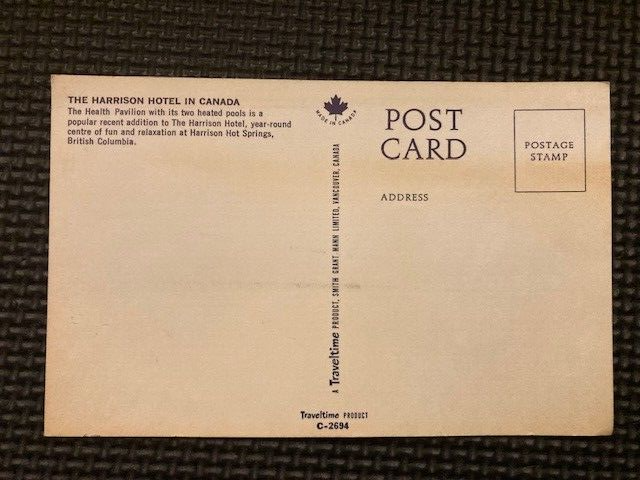 THE HARRISON HOTEL IN CANADA
The Health Pavilion with its two heated pools is a
popular recent addition to The Harrison Hotel, year-round
centre of fun and relaxation at Harrison Hot Springs,
British Columbia.
MADE IN CANADA
A Traveltime PRODUCT, SMITH GRANT MANN LIMITED, VANCOUVER, CANADA
Traveltime PRODUCT
C-2694
POST
CARD
ADDRESS
POSTAGE
STAMP